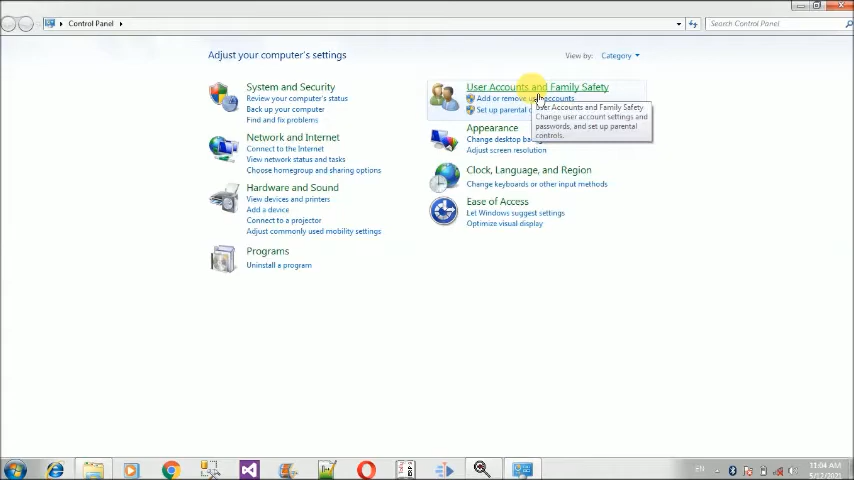 Control Panel
Search Control Panel
Adjust your computer's settings
View by: Category
System and Security
Review your computer's status
Back up your computer
Find and fix problems
Network and Internet
Connect to the Internet
View network status and tasks
Choose homegroup and sharing options
Hardware and Sound
View devices and printers
Add a device
Connect to a projector
Adjust commonly used mobility settings
Programs
Uninstall a program
User Accounts and Family Safety
Add or remove accounts
Set up parental
User Accounts and Family Safety
Change user account settings and
passwords, and set up parental
controls.
Appearance
Change desktop
Adjust screen resolution
Clock, Language, and Region
Change keyboards or other input methods
Ease of Access
Let Windows suggest settings
Optimize visual display
EN
11:04 AM